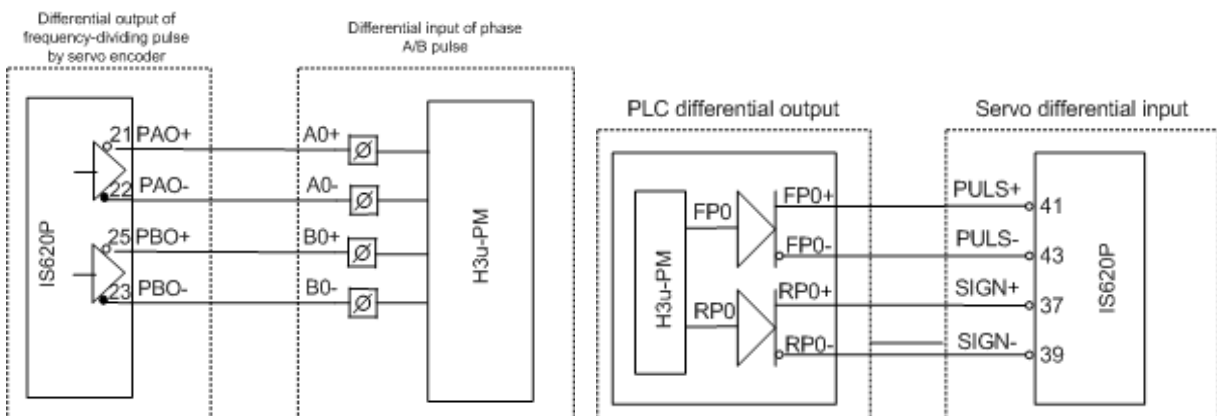 Differential output of
frequency-dividing pulse
by servo encoder
Differential input of phase
A/B pulse
IS620P
21 PAO+
22 PAO-
25 PBO+
23 PBO-
A0+
A0-
B0+
B0-
H3u-PM
PLC differential output
Servo differential input
H3u-PM
FP0
RP0
FP0+
FP0-
RP0+
RP0-
PULS+
PULS-
SIGN+
SIGN-
41
43
37
39
IS620P